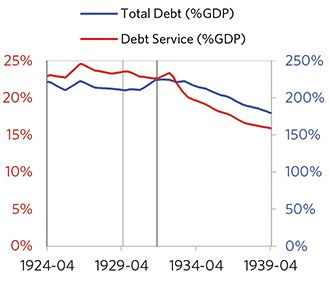 Total Debt (%GDP)
Debt Service (%GDP)
25% 250%
20% 200%
15% 150%
10% 100%
5% 50%
0% 0%
1924-04 1929-04 1934-04 1939-04